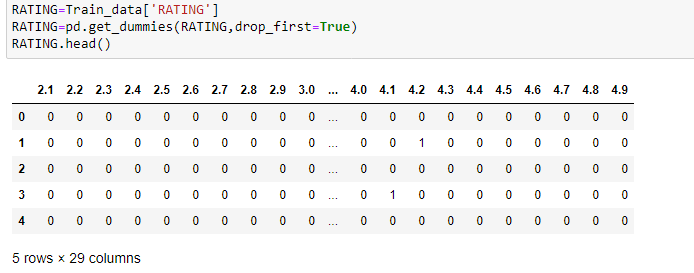 RATING=Train_data['RATING']
RATING=pd.get_dummies(RATING,drop_first=True)
RATING.head()
2.1 2.2 2.3 2.4 2.5 2.6 2.7 2.8 2.9 3.0 ... 4.0 4.1 4.2 4.3 4.4 4.5 4.6 4.7 4.8 4.9
0 0 0 0 0 0 0 0 0 0 0 ... 0 0 0 0 0 0 0 0 0 0
1 0 0 0 0 0 0 0 0 0 0 ... 0 0 1 0 0 0 0 0 0 0
2 0 0 0 0 0 0 0 0 0 0 ... 0 0 0 0 0 0 0 0 0 0
3 0 0 0 0 0 0 0 0 0 0 ... 0 1 0 0 0 0 0 0 0 0
4 0 0 0 0 0 0 0 0 0 0 ... 0 0 0 0 0 0 0 0 0 0
5 rows × 29 columns